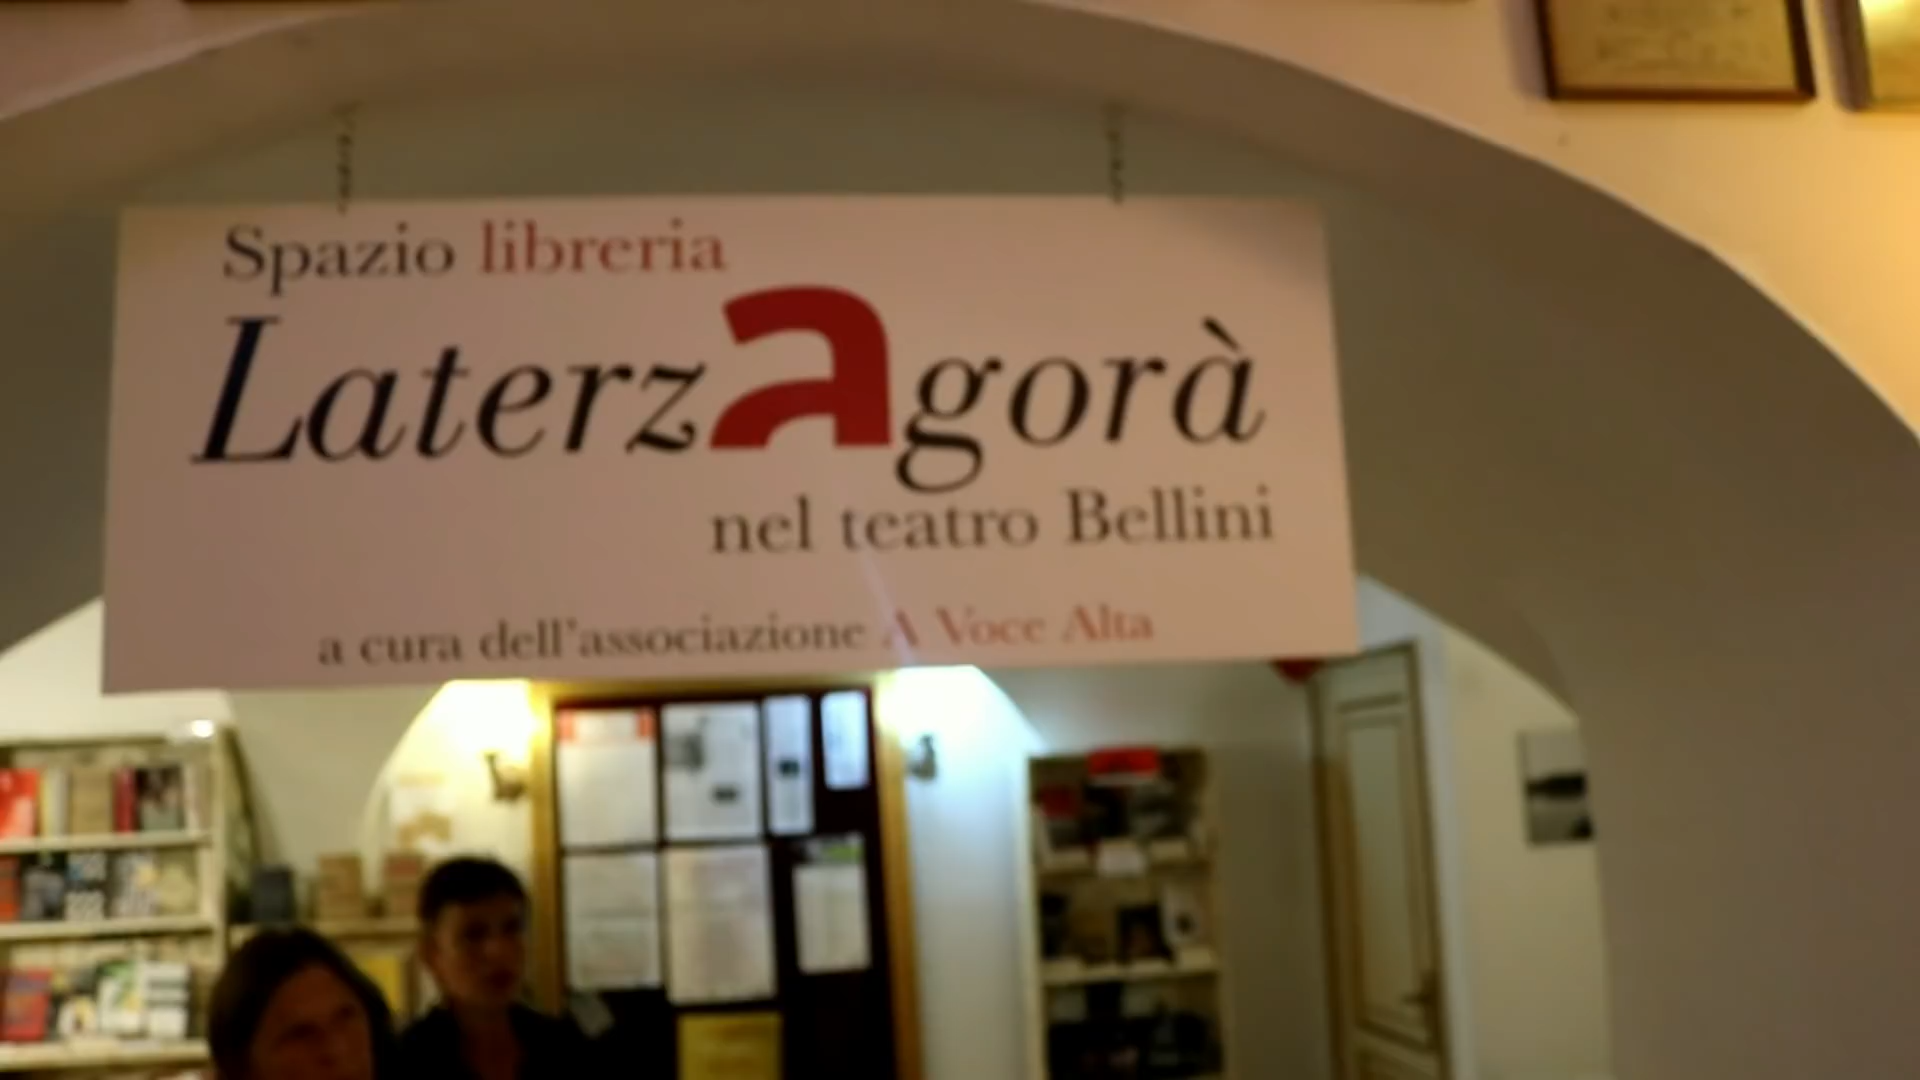 Spazio libreria
Laterzagorà
nel teatro Bellini
a cura dell'associazione A Voce Alta